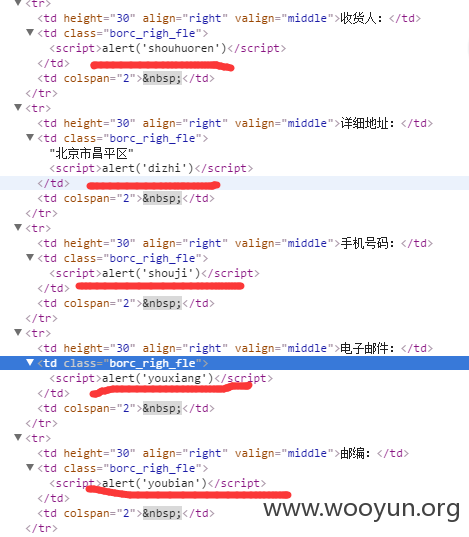 <td height="30" align="right" valign="middle">收货人：</td>
▼<td class="borc_righ_fle">
<script>alert('shouhuoren')</script>
</td>
<td colspan="2">&nbsp;</td>
</tr>
▼<tr>
<td height="30" align="right" valign="middle">详细地址：</td>
▼<td class="borc_righ_fle">
"北京市昌平区"
<script>alert('dizhi')</script>
</td>
<td colspan="2">&nbsp;</td>
</tr>
▼<tr>
<td height="30" align="right" valign="middle">手机号码：</td>
▼<td class="borc_righ_fle">
<script>alert('shouji')</script>
</td>
<td colspan="2">&nbsp;</td>
</tr>
▼<tr>
<td height="30" align="right" valign="middle">电子邮件：</td>
▼<td class="borc_righ_fle">
<script>alert('youxiang')</script>
</td>
<td colspan="2">&nbsp;</td>
</tr>
▼<tr>
<td height="30" align="right" valign="middle">邮编：</td>
▼<td class="borc_righ_fle">
<script>alert('youbian')</script>
</td>
<td colspan="2">&nbsp;</td>
</tr>
www.wooyun.org